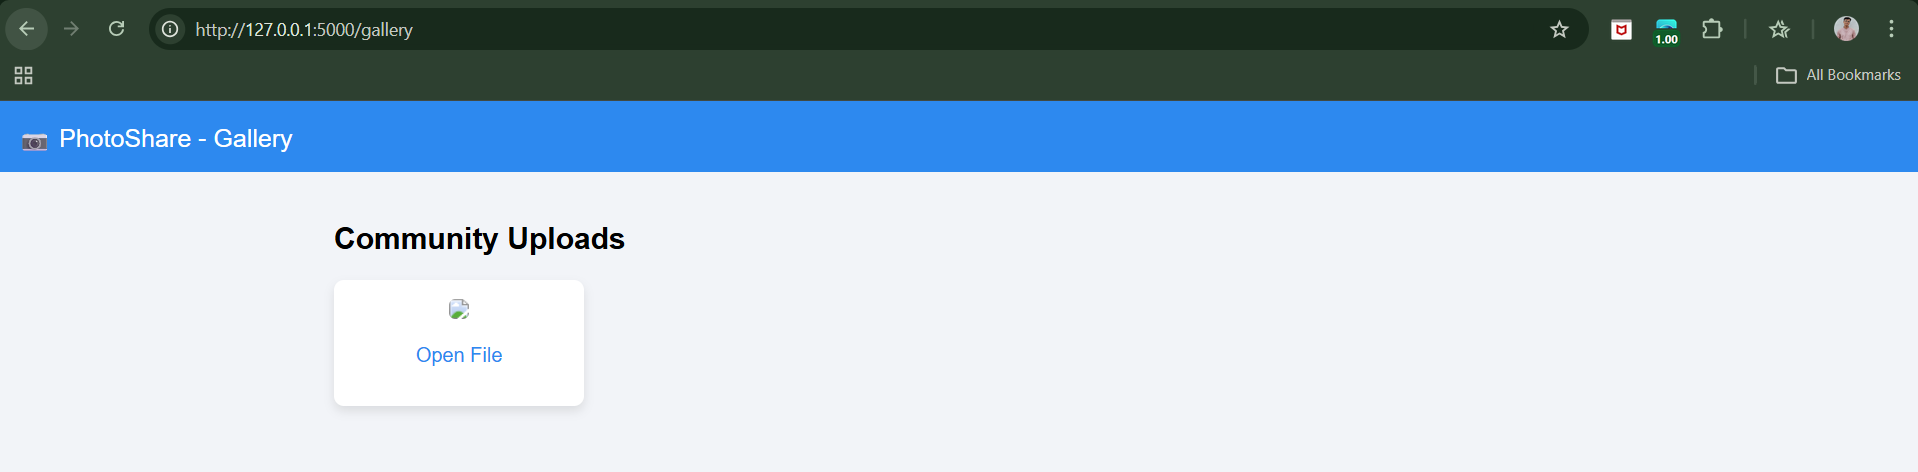 http://127.0.0.1:5000/gallery
1.00
All Bookmarks
PhotoShare - Gallery
Community Uploads
Open File